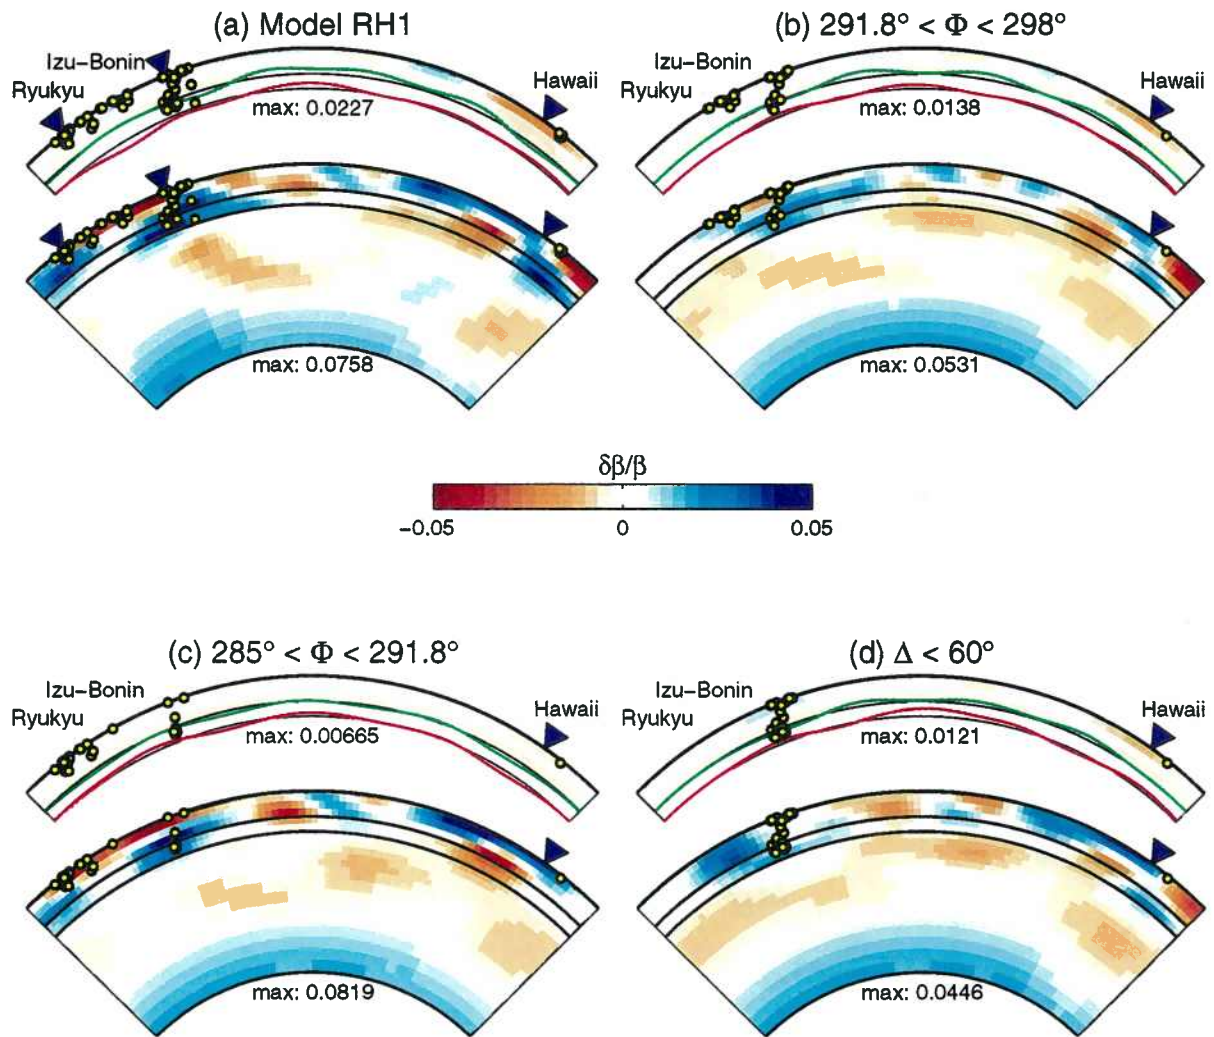 (a) Model RH1
Izu−Bonin
Ryukyu
Hawaii
max: 0.0227
max: 0.0758
(b) 291.8° < Φ < 298°
Izu−Bonin
Ryukyu
Hawaii
max: 0.0138
max: 0.0531
δβ/β
−0.05 0 0.05
(c) 285° < Φ < 291.8°
Izu−Bonin
Ryukyu
Hawaii
max: 0.00665
max: 0.0819
(d) Δ < 60°
Izu−Bonin
Ryukyu
Hawaii
max: 0.0121
max: 0.0446